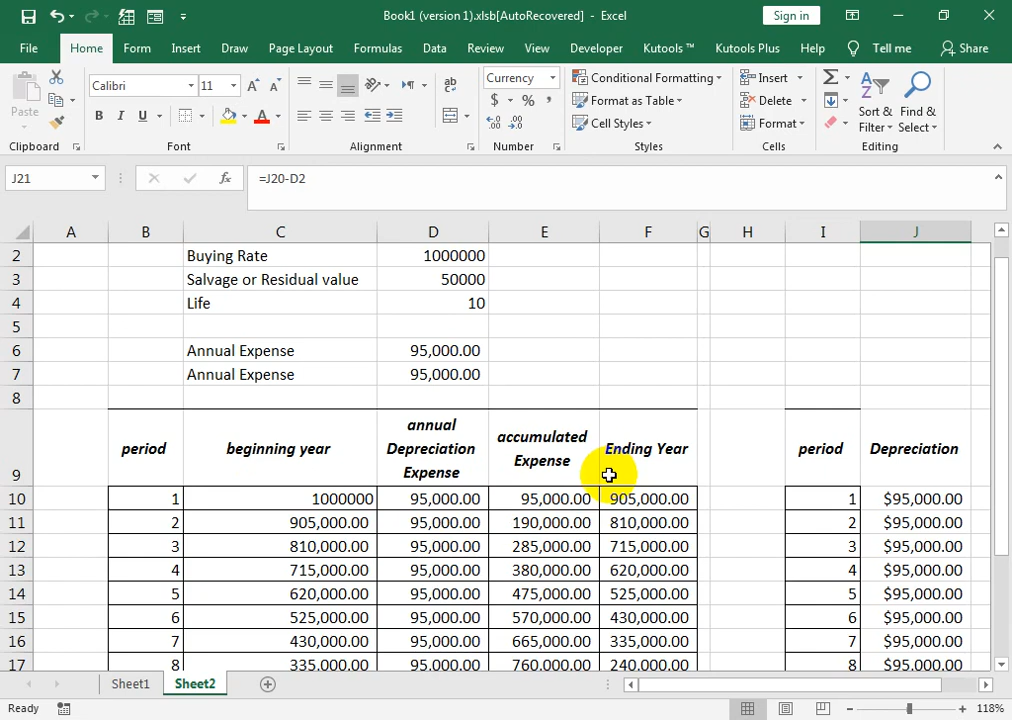 Book1 (version 1).xlsb[AutoRecovered] - Excel
Sign in
File Home Form Insert Draw Page Layout Formulas Data Review View Developer Kutools ™ Kutools Plus Help Tell me Share
Paste
Calibri 11
B I U
A A A
ab
Currency
$ % ,
Conditional Formatting
Format as Table
Cell Styles
Insert
Delete
Format
Sort & Filter
Find & Select
Clipboard Font Alignment Number Styles Cells Editing
J21 fx =J20-D2
A B C D E F G H I J
2 Buying Rate 1000000
3 Salvage or Residual value 50000
4 Life 10
5
6 Annual Expense 95,000.00
7 Annual Expense 95,000.00
8
9 period beginning year annual Depreciation Expense accumulated Expense Ending Year period Depreciation
10 1 1000000 95,000.00 95,000.00 905,000.00 1 $95,000.00
11 2 905,000.00 95,000.00 190,000.00 810,000.00 2 $95,000.00
12 3 810,000.00 95,000.00 285,000.00 715,000.00 3 $95,000.00
13 4 715,000.00 95,000.00 380,000.00 620,000.00 4 $95,000.00
14 5 620,000.00 95,000.00 475,000.00 525,000.00 5 $95,000.00
15 6 525,000.00 95,000.00 570,000.00 430,000.00 6 $95,000.00
16 7 430,000.00 95,000.00 665,000.00 335,000.00 7 $95,000.00
17 8 335,000.00 95,000.00 760,000.00 240,000.00 8 $95,000.00
Sheet1 Sheet2
Ready 118%